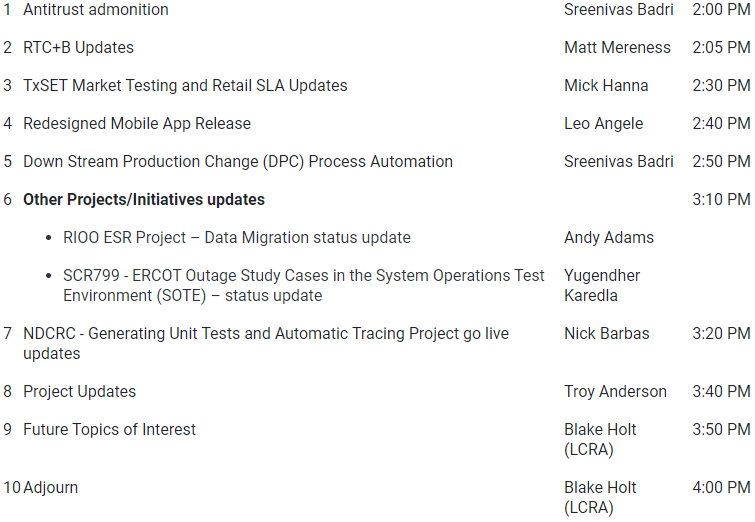 1 Antitrust admonition Sreenivas Badri 2:00 PM
2 RTC+B Updates Matt Mereness 2:05 PM
3 TxSET Market Testing and Retail SLA Updates Mick Hanna 2:30 PM
4 Redesigned Mobile App Release Leo Angele 2:40 PM
5 Down Stream Production Change (DPC) Process Automation Sreenivas Badri 2:50 PM
6 Other Projects/Initiatives updates 3:10 PM
• RIOO ESR Project – Data Migration status update Andy Adams
• SCR799 - ERCOT Outage Study Cases in the System Operations Test Yugendher
Environment (SOTE) – status update Karedla
7 NDCRC - Generating Unit Tests and Automatic Tracing Project go live Nick Barbas 3:20 PM
updates
8 Project Updates Troy Anderson 3:40 PM
9 Future Topics of Interest Blake Holt 3:50 PM
(LCRA)
10 Adjourn Blake Holt 4:00 PM
(LCRA)